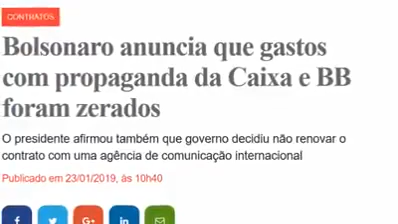 CONTRATOS
Bolsonaro anuncia que gastos
com propaganda da Caixa e BB
foram zerados
O presidente afirmou também que governo decidiu não renovar o
contrato com uma agência de comunicação internacional
Publicado em 23/01/2019, às 10h40